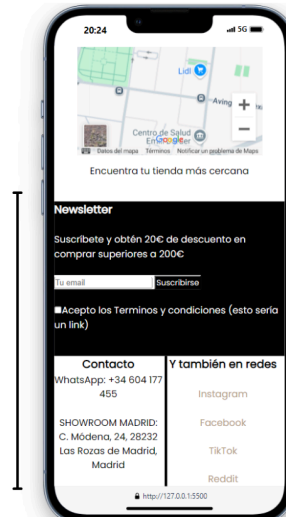 20:24
5G
Lidl
Aveng
Centro de Salud
Google
Datos del mapa Términos Notificar un problema de Maps
Encuentra tu tienda más cercana
Newsletter
Suscríbete y obtén 20€ de descuento en
comprar superiores a
200€
Tu email Suscribirse
Acepto los Terminos y condiciones (esto sería
un link)
Contacto
WhatsApp: +34 604 177
455
SHOWROOM MADRID:
C. Módena, 24, 28232
Las Rozas de Madrid,
Madrid
Y también en redes
Instagram
Facebook
TikTok
Reddit
http://127.0.0.1:5500